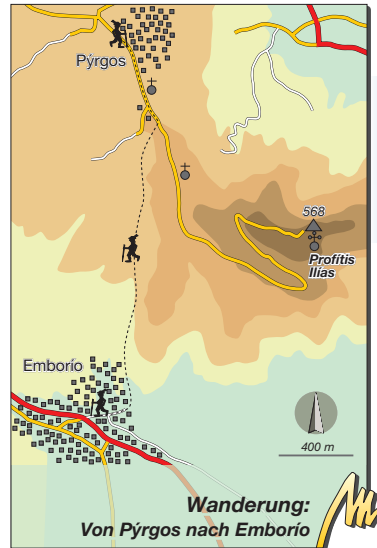 Pýrgos
568
Profítis
Ilías
Emborío
400 m
Wanderung:
Von Pýrgos nach Emborío